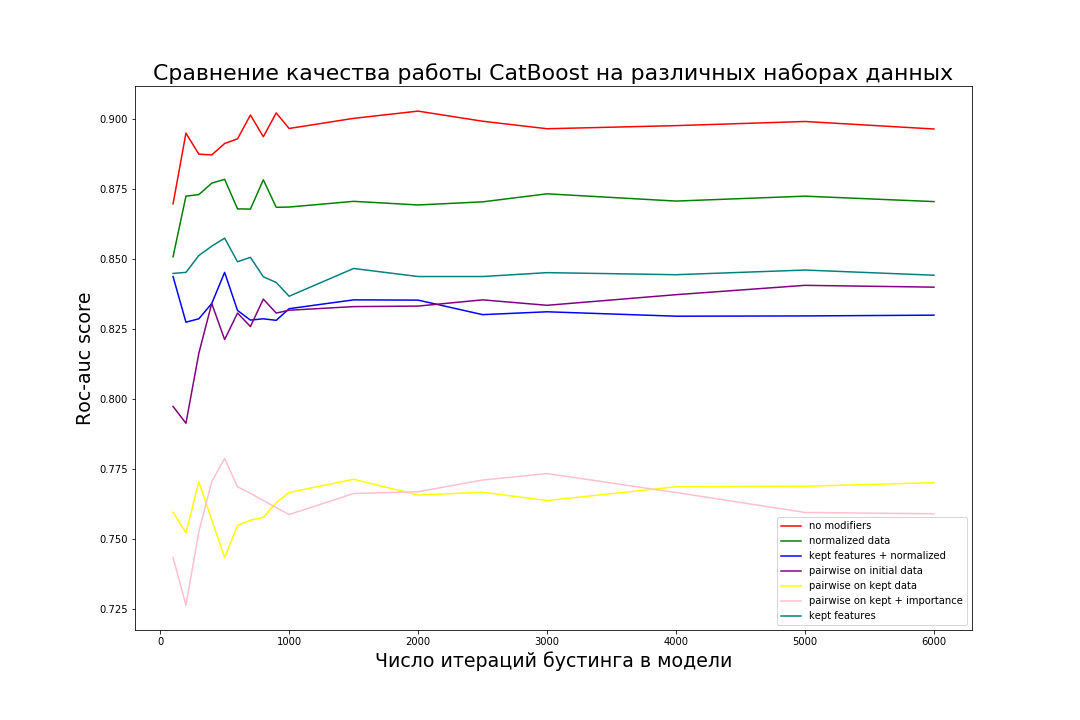 Сравнение качества работы CatBoost на различных наборах данных
Roc-auc score
0.900
0.875
0.850
0.825
0.800
0.775
0.750
0.725
no modifiers
normalized data
kept features + normalized
pairwise on initial data
pairwise on kept data
pairwise on kept + importance
kept features
0
1000
2000
3000
4000
5000
6000
Число итераций бустинга в модели